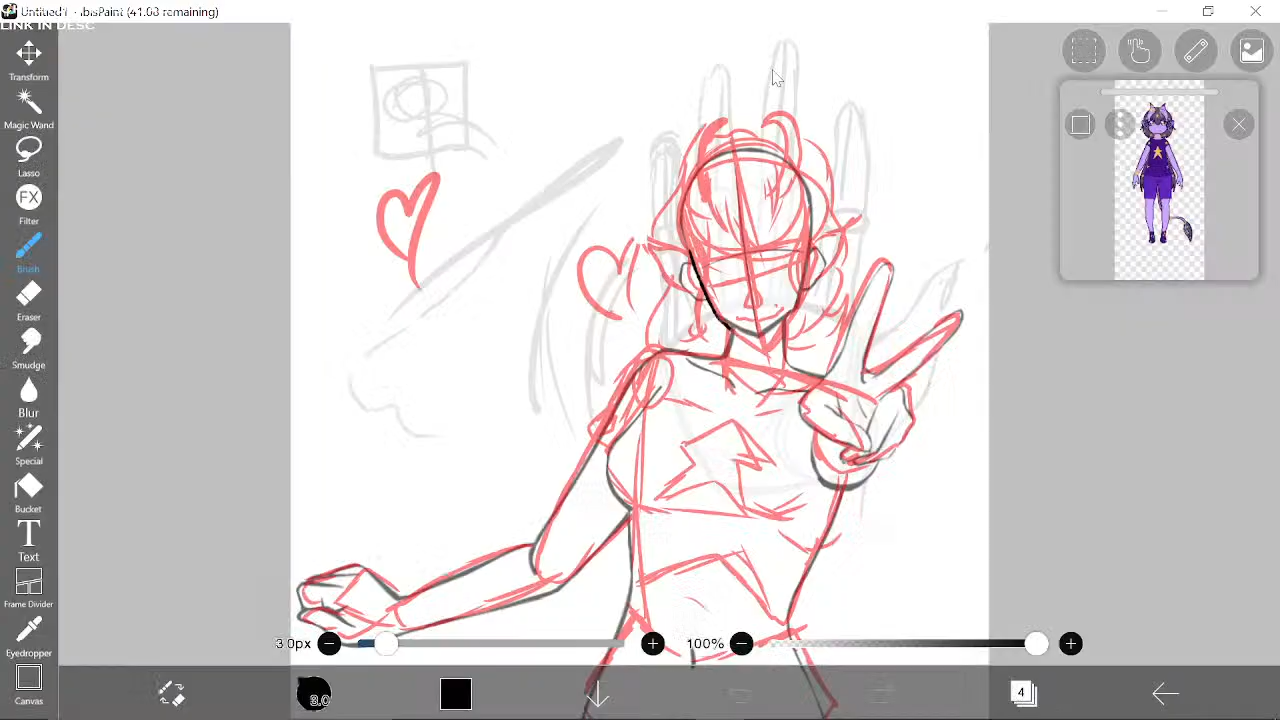 Untitled1 - ibisPaint (41:03 remaining)
LINK IN DESC
Transform
Magic Wand
Lasso
FX
Filter
Brush
Eraser
Smudge
Blur
Special
Bucket
T
Text
Frame Divider
Eyedropper
Canvas
3.0px
100%
3.0
4